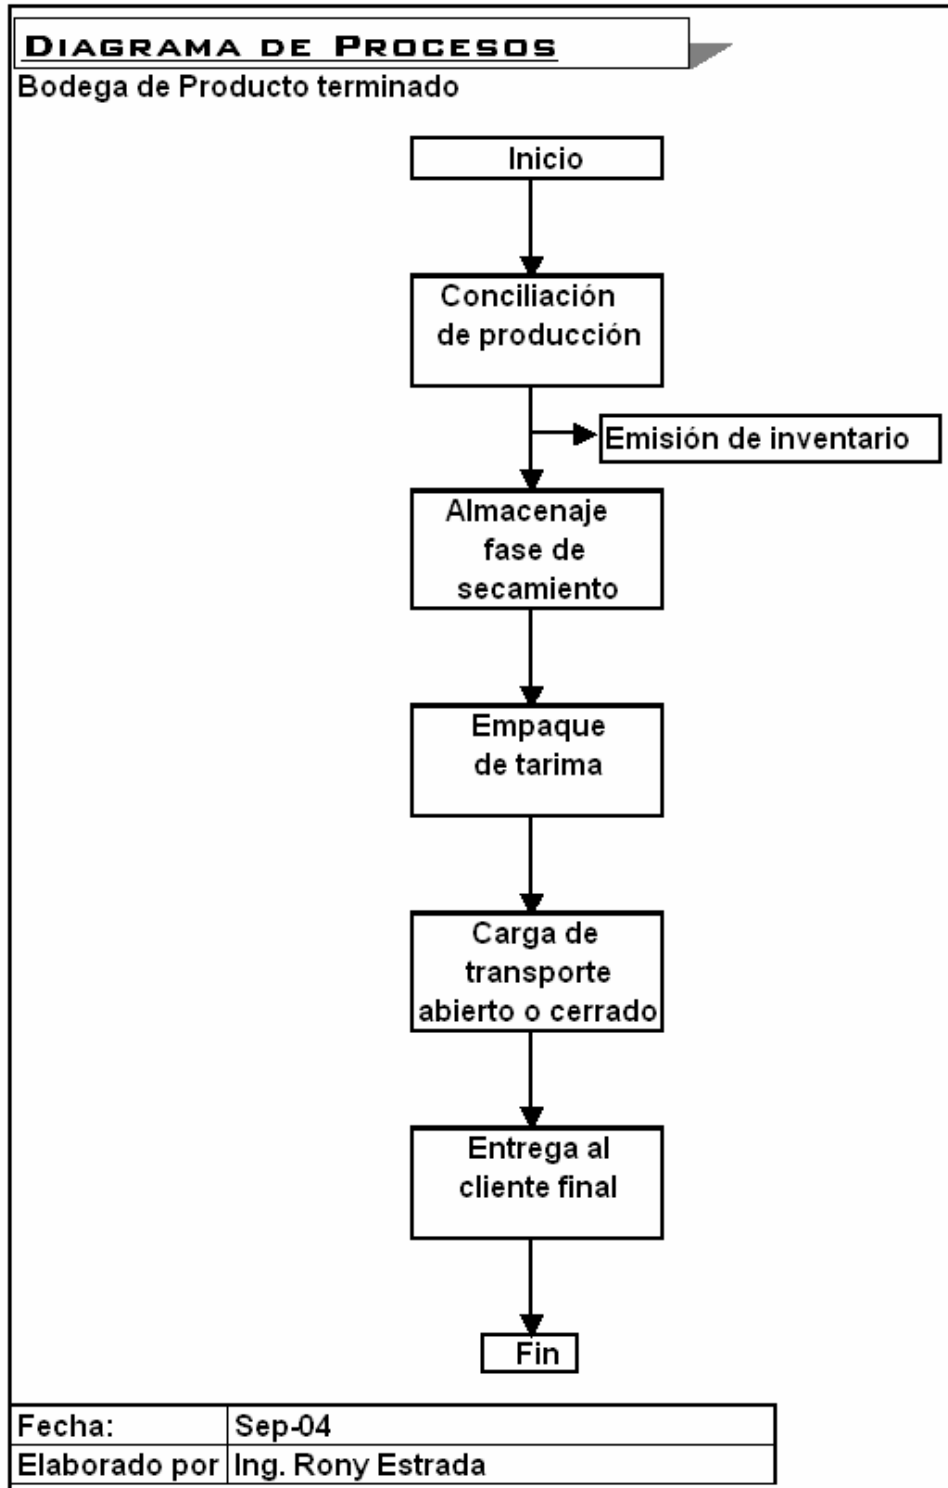 DIAGRAMA DE PROCESOS
Bodega de Producto terminado
Inicio
Conciliación
de producción
Emisión de inventario
Almacenaje
fase de
secamiento
Empaque
de tarima
Carga de
transporte
abierto o cerrado
Entrega al
cliente final
Fin
Fecha: Sep-04
Elaborado por Ing. Rony Estrada